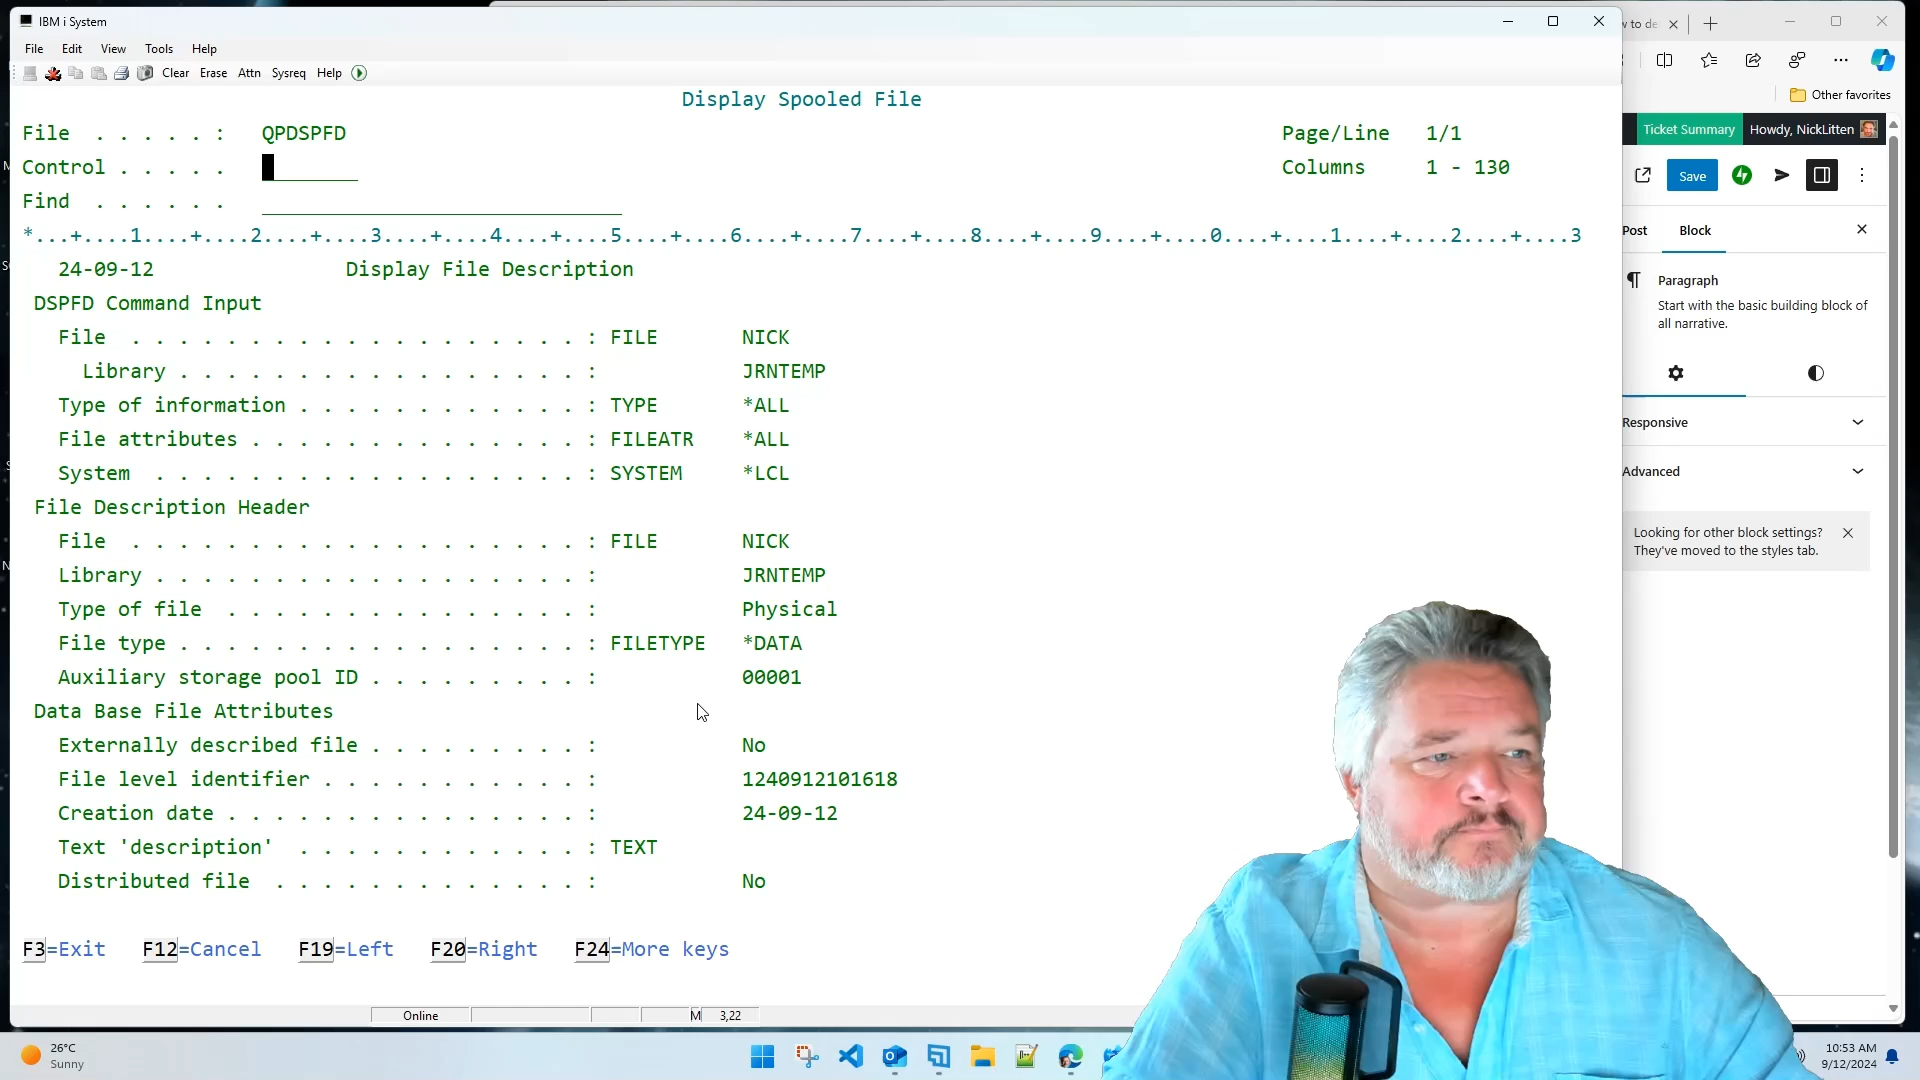 IBM i System
File Edit View Tools Help
Clear Erase Attn Sysreq Help
Display Spooled File
File . . . . . : QPDSPFD Page/Line 1/1
Control . . . . . Columns 1 - 130
Find . . . . . .
*...+....1....+....2....+....3....+....4....+....5....+....6....+....7....+....8....+....9....+....0....+....1....+....2....+....3
24-09-12 Display File Description
DSPFD Command Input
File . . . . . . . . . . . . . . . . . . . . : FILE NICK
Library . . . . . . . . . . . . . . . . . . : JRNTEMP
Type of information . . . . . . . . . . . . . : TYPE *ALL
File attributes . . . . . . . . . . . . . . . : FILEATR *ALL
System . . . . . . . . . . . . . . . . . . . : SYSTEM *LCL
File Description Header
File . . . . . . . . . . . . . . . . . . . . : FILE NICK
Library . . . . . . . . . . . . . . . . . . . : JRNTEMP
Type of file . . . . . . . . . . . . . . . . : Physical
File type . . . . . . . . . . . . . . . . . . : FILETYPE *DATA
Auxiliary storage pool ID . . . . . . . . . . : 00001
Data Base File Attributes
Externally described file . . . . . . . . . . : No
File level identifier . . . . . . . . . . . . : 1240912101618
Creation date . . . . . . . . . . . . . . . . : 24-09-12
Text 'description' . . . . . . . . . . . . . : TEXT
Distributed file . . . . . . . . . . . . . . : No
F3=Exit F12=Cancel F19=Left F20=Right F24=More keys
Online M 3,22
to de
Other favorites
Ticket Summary Howdy, NickLitten
Save
Post Block
Paragraph
Start with the basic building block of
all narrative.
Responsive
Advanced
Looking for other block settings?
They've moved to the styles tab.
26°C
Sunny
10:53 AM
9/12/2024